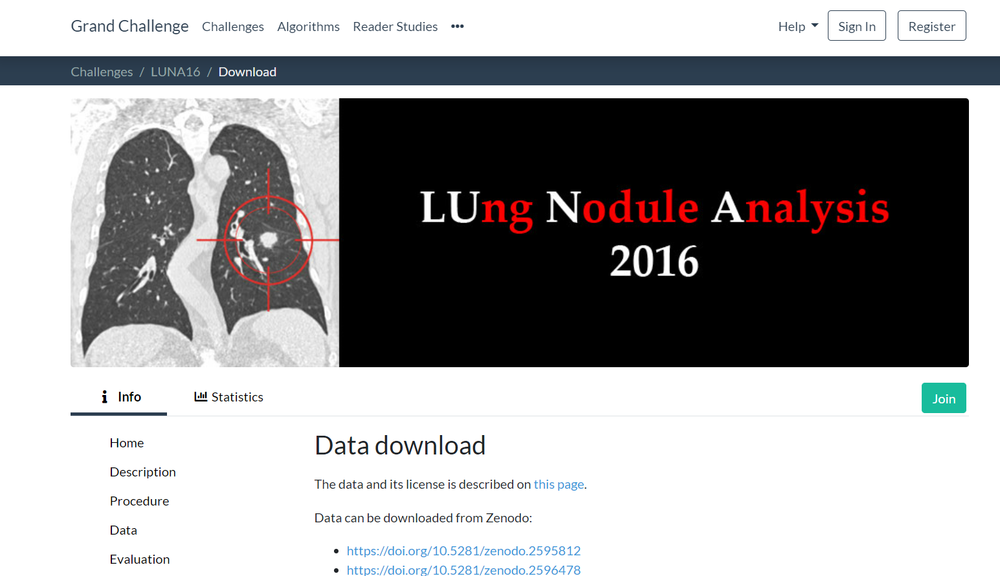 Grand Challenge Challenges Algorithms Reader Studies ••• Help Sign In Register
Challenges / LUNA16 / Download
LUng Nodule Analysis
2016
Info Statistics Join
Home
Description
Procedure
Data
Evaluation
Data download
The data and its license is described on this page.
Data can be downloaded from Zenodo:
• https://doi.org/10.5281/zenodo.2595812
• https://doi.org/10.5281/zenodo.2596478